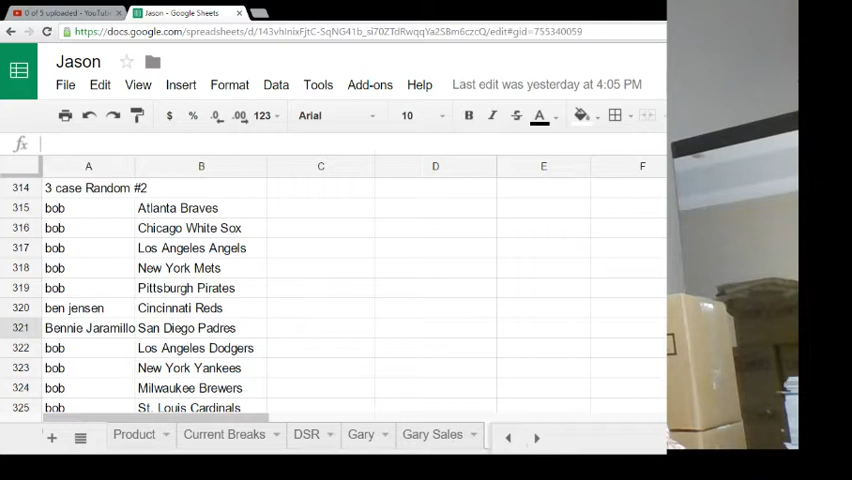 0 of 5 uploaded - YouTub
Jason - Google Sheets
https://docs.google.com/spreadsheets/d/143vhInixFjtC-SqNG41b_si70ZTdRwqqYa2SBm6czcQ/edit#gid=755340059
Jason
File Edit View Insert Format Data Tools Add-ons Help Last edit was yesterday at 4:05 PM
$ % .0 .00 123 Arial 10 B I S A
fx
A B C D E F
314 3 case Random #2
315 bob Atlanta Braves
316 bob Chicago White Sox
317 bob Los Angeles Angels
318 bob New York Mets
319 bob Pittsburgh Pirates
320 ben jensen Cincinnati Reds
321 Bennie Jaramillo San Diego Padres
322 bob Los Angeles Dodgers
323 bob New York Yankees
324 bob Milwaukee Brewers
325 bob St. Louis Cardinals
+ Product Current Breaks DSR Gary Gary Sales